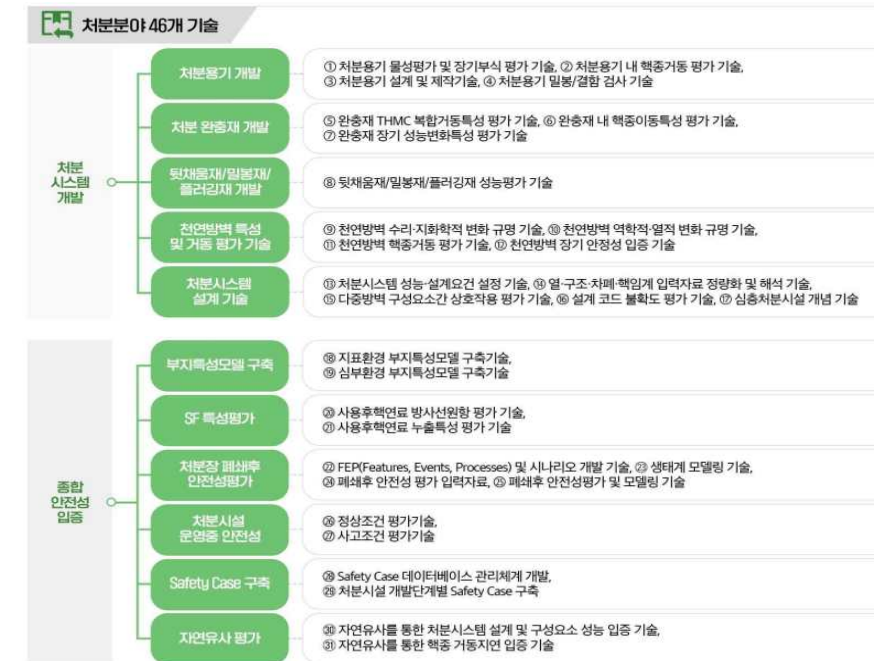 처분분야 46개 기술
처분
시스템
개발
처분용기 개발
① 처분용기 물성평가 및 장기부식 평가 기술, ② 처분용기 내 핵종거동 평가 기술,
③ 처분용기 설계 및 제작기술, ④ 처분용기 밀봉/결함 검사 기술
처분 완충재 개발
⑤ 완충재 THMC 복합거동특성 평가 기술, ⑥ 완충재 내 핵종이동특성 평가 기술,
⑦ 완충재 장기 성능변화특성 평가 기술
뒷채움재/밀봉재/
플러깅재 개발
⑧ 뒷채움재/밀봉재/플러깅재 성능평가 기술
천연방벽 특성
및 거동 평가 기술
⑨ 천연방벽 수리·지화학적 변화 규명 기술, ⑩ 천연방벽 역학적·열적 변화 규명 기술,
⑪ 천연방벽 핵종거동 평가 기술, ⑫ 천연방벽 장기 안정성 입증 기술
처분시스템
설계 기술
⑬ 처분시스템 성능·설계요건 설정 기술, ⑭ 열·구조·차폐·핵임계 입력자료 정량화 및 해석 기술,
⑮ 다중방벽 구성요소간 상호작용 평가 기술, ⑯ 설계 코드 불확도 평가 기술, ⑰ 심층처분시설 개념 기술
종합
안전성
입증
부지특성모델 구축
⑱ 지표환경 부지특성모델 구축기술,
⑲ 심부환경 부지특성모델 구축기술
SF 특성평가
⑳ 사용후핵연료 방사선원항 평가 기술,
㉑ 사용후핵연료 누출특성 평가 기술
처분장 폐쇄후
안전성평가
㉒ FEP(Features, Events, Processes) 및 시나리오 개발 기술, ㉓ 생태계 모델링 기술,
㉔ 폐쇄후 안전성 평가 입력자료, ㉕ 폐쇄후 안전성평가 및 모델링 기술
처분시설
운영중 안전성
㉖ 정상조건 평가기술,
㉗ 사고조건 평가기술
Safety Case 구축
㉘ Safety Case 데이터베이스 관리체계 개발,
㉙ 처분시설 개발단계별 Safety Case 구축
자연유사 평가
㉚ 자연유사를 통한 처분시스템 설계 및 구성요소 성능 입증 기술,
㉛ 자연유사를 통한 핵종 거동지연 입증 기술